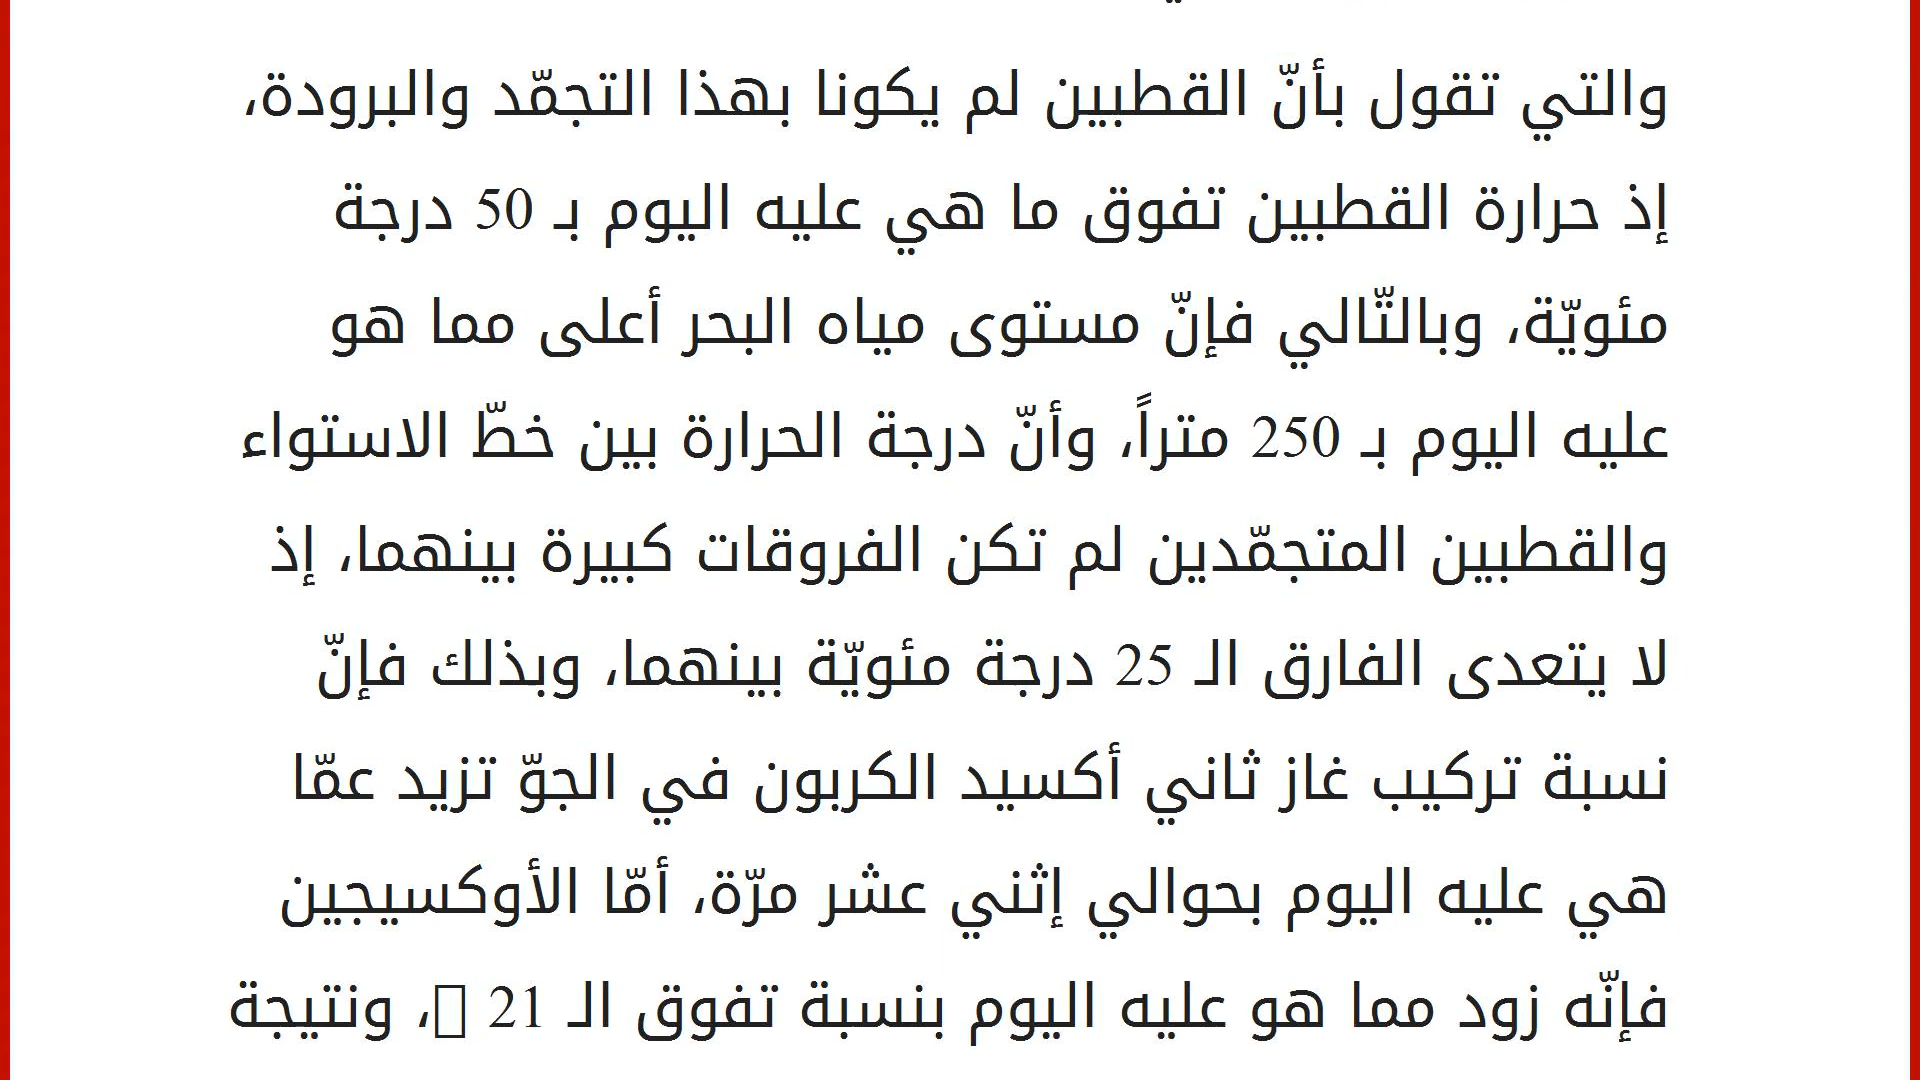 والتي تقول بأنّ القطبين لم يكونا بهذا التجمّد والبرودة،
إذ حرارة القطبين تفوق ما هي عليه اليوم بـ 50 درجة
مئويّة، وبالتّالي فإنّ مستوى مياه البحر أعلى مما هو
عليه اليوم بـ 250 متراً، وأنّ درجة الحرارة بين خطّ الاستواء
والقطبين المتجمّدين لم تكن الفروقات كبيرة بينهما، إذ
لا يتعدى الفارق الـ 25 درجة مئويّة بينهما، وبذلك فإنّ
نسبة تركيب غاز ثاني أكسيد الكربون في الجوّ تزيد عمّا
هي عليه اليوم بحوالي إثني عشر مرّة، أمّا الأوكسيجين
فإنّه زود مما هو عليه اليوم بنسبة تفوق الـ 21 ، ونتيجة